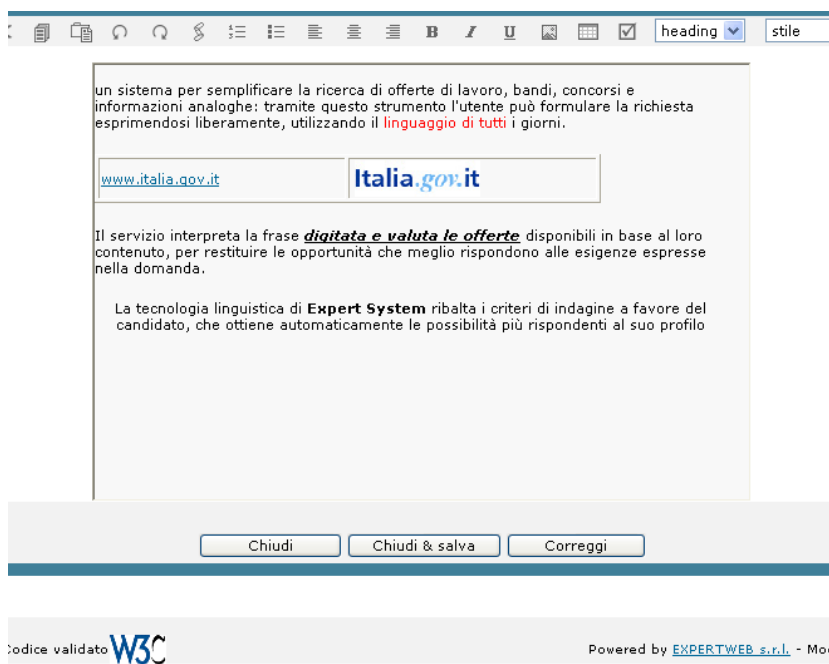 B I U heading stile
un sistema per semplificare la ricerca di offerte di lavoro, bandi, concorsi e
informazioni analoghe: tramite questo strumento l'utente può formulare la richiesta
esprimendosi liberamente, utilizzando il linguaggio di tutti i giorni.
www.italia.gov.it Italia.gov.it
Il servizio interpreta la frase digitata e valuta le offerte disponibili in base al loro
contenuto, per restituire le opportunità che meglio rispondono alle esigenze espresse
nella domanda.
La tecnologia linguistica di Expert System ribalta i criteri di indagine a favore del
candidato, che ottiene automaticamente le possibilità più rispondenti al suo profilo
Chiudi Chiudi & salva Correggi
Codice validato W3C Powered by EXPERTWEB s.r.l. -